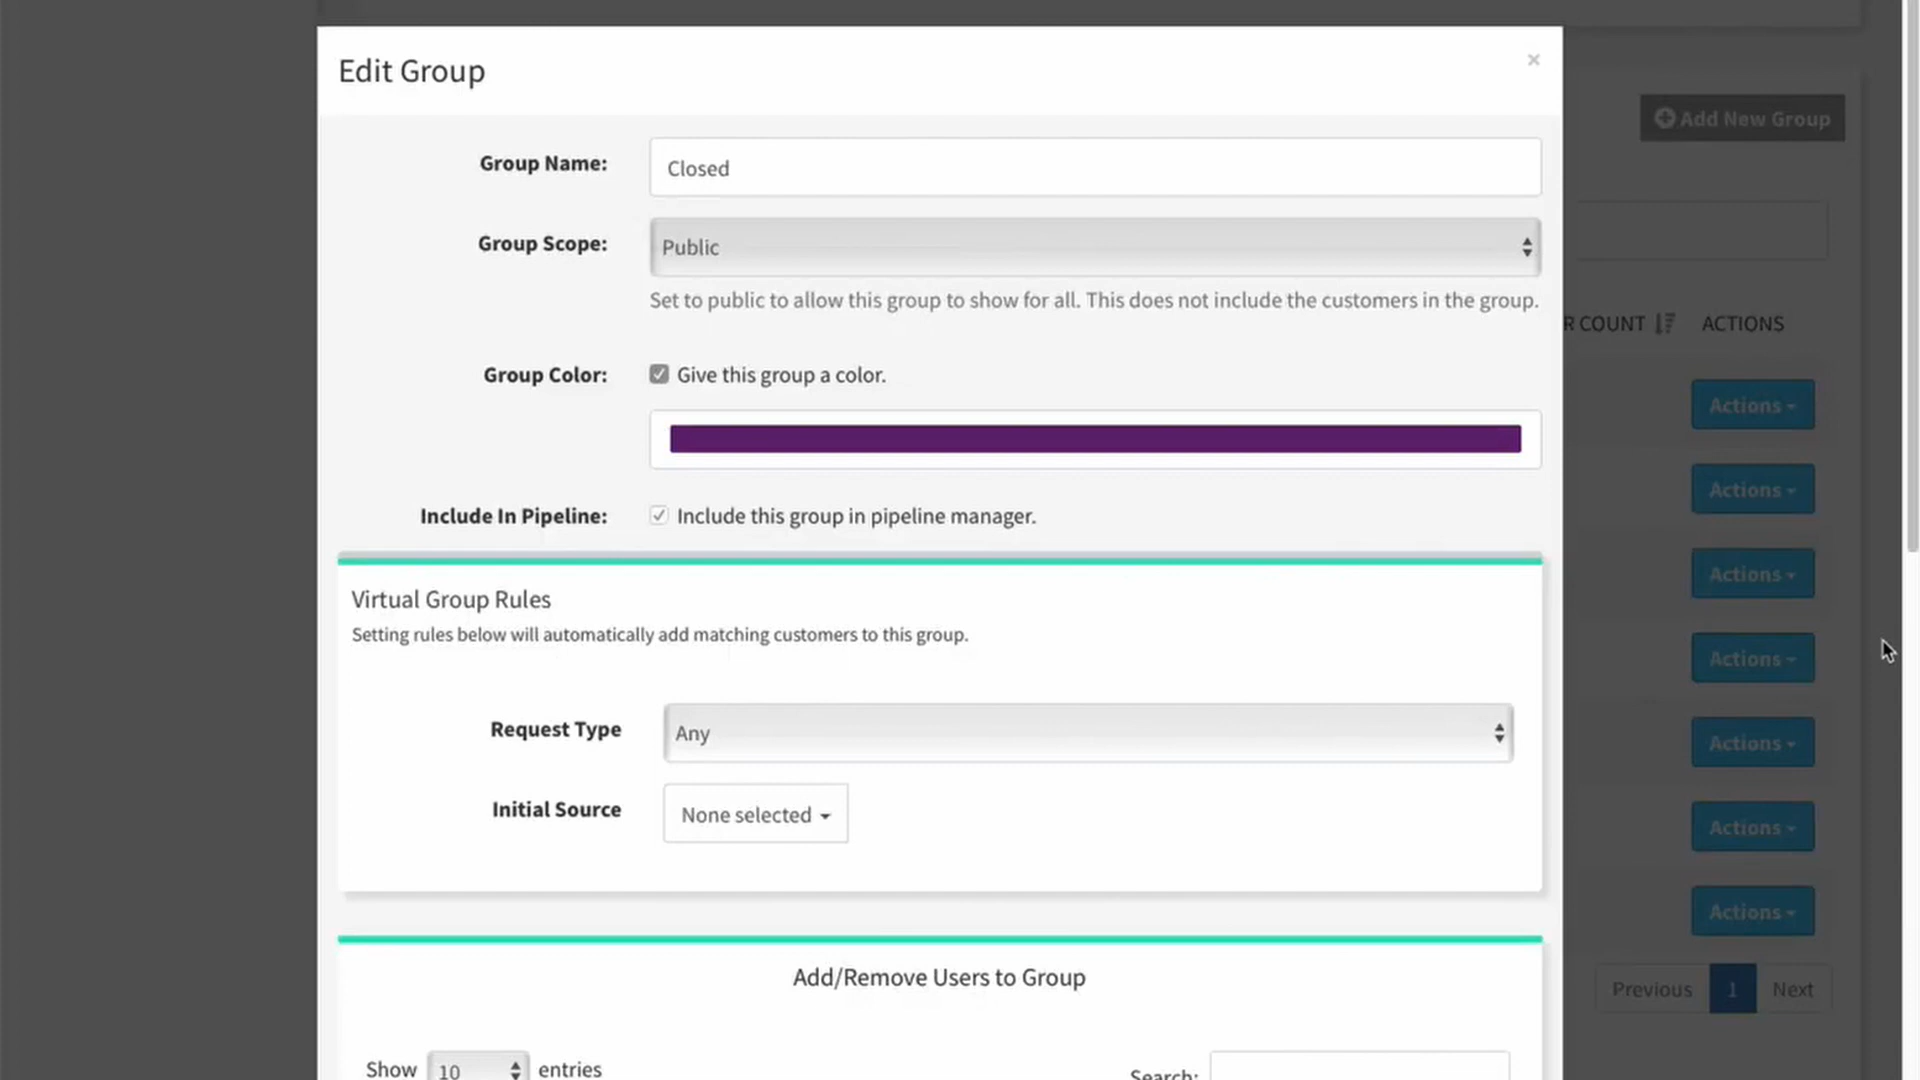 Edit Group
×
Add New Group
Group Name:
Closed
Group Scope:
Public
Set to public to allow this group to show for all. This does not include the customers in the group.
R COUNT
ACTIONS
Group Color:
Give this group a color.
Actions
Actions
Include In Pipeline:
Include this group in pipeline manager.
Actions
Virtual Group Rules
Setting rules below will automatically add matching customers to this group.
Actions
Request Type
Any
Actions
Initial Source
None selected
Actions
Actions
Add/Remove Users to Group
Previous
1
Next
Show
10
entries
Search: